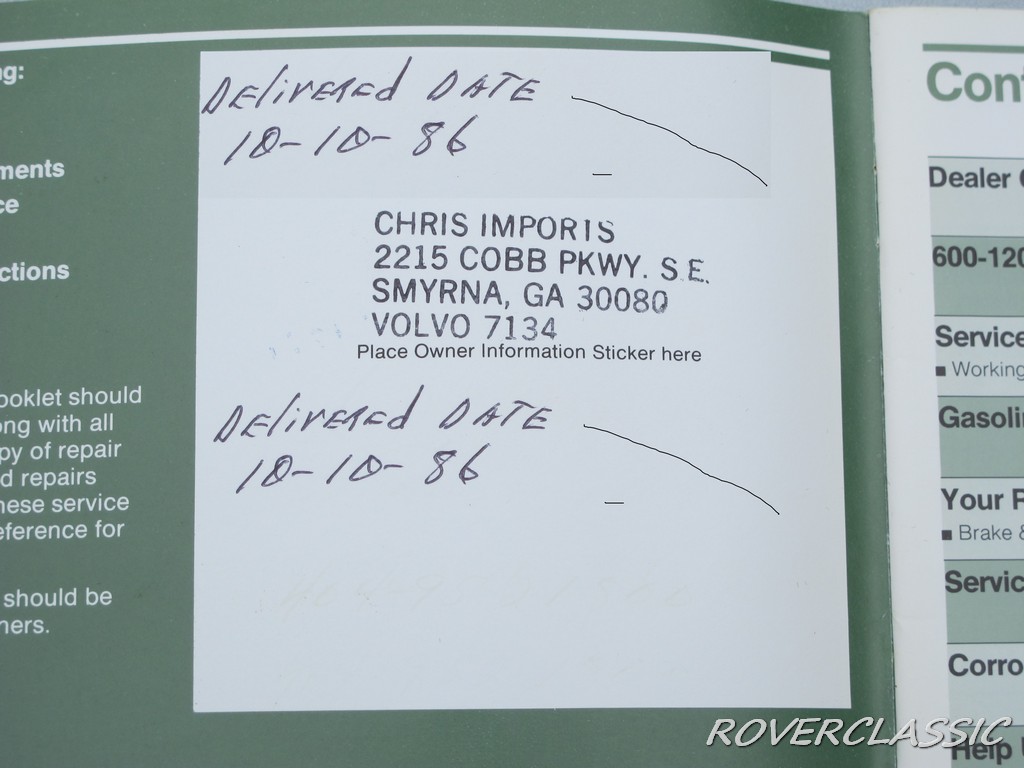 ng:
ments
ce
ctions
ooklet should
ong with all
py of repair
d repairs
hese service
eference for
should be
ners.
Delivered DATE
10-10-86
CHRIS IMPORTS
2215 COBB PKWY. S.E.
SMYRNA, GA 30080
VOLVO 7134
Place Owner Information Sticker here
Delivered DATE
10-10-86
Con
Dealer
600-120
Service
■ Working
Gasoli
Your P
■ Brake &
Servic
Corro
Help
ROVERCLASSIC